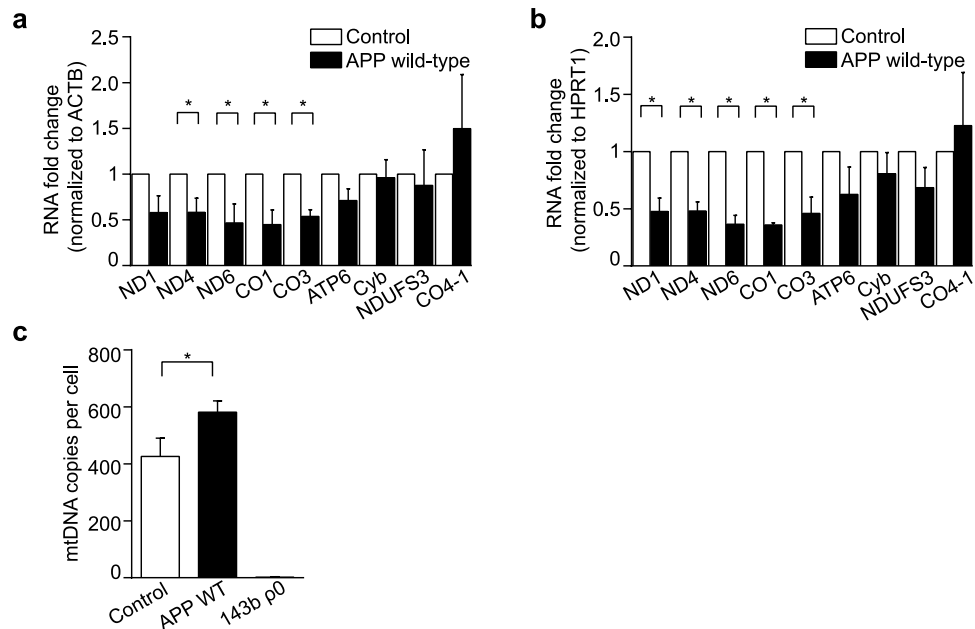 a
RNA fold change
(normalized to ACTB)
2.5
2.0
1.5
1
0.5
0
Control
APP wild-type
* * * *
ND1 ND4 ND6 CO1 CO3 ATP6 Cyb NDUFS3 CO4-1
b
RNA fold change
(normalized to HPRT1)
2.0
1.5
1
0.5
0
Control
APP wild-type
* * * * *
ND1 ND4 ND6 CO1 CO3 ATP6 Cyb NDUFS3 CO4-1
c
mtDNA copies per cell
800
600
400
200
0
*
Control APP WT 143b ρ0